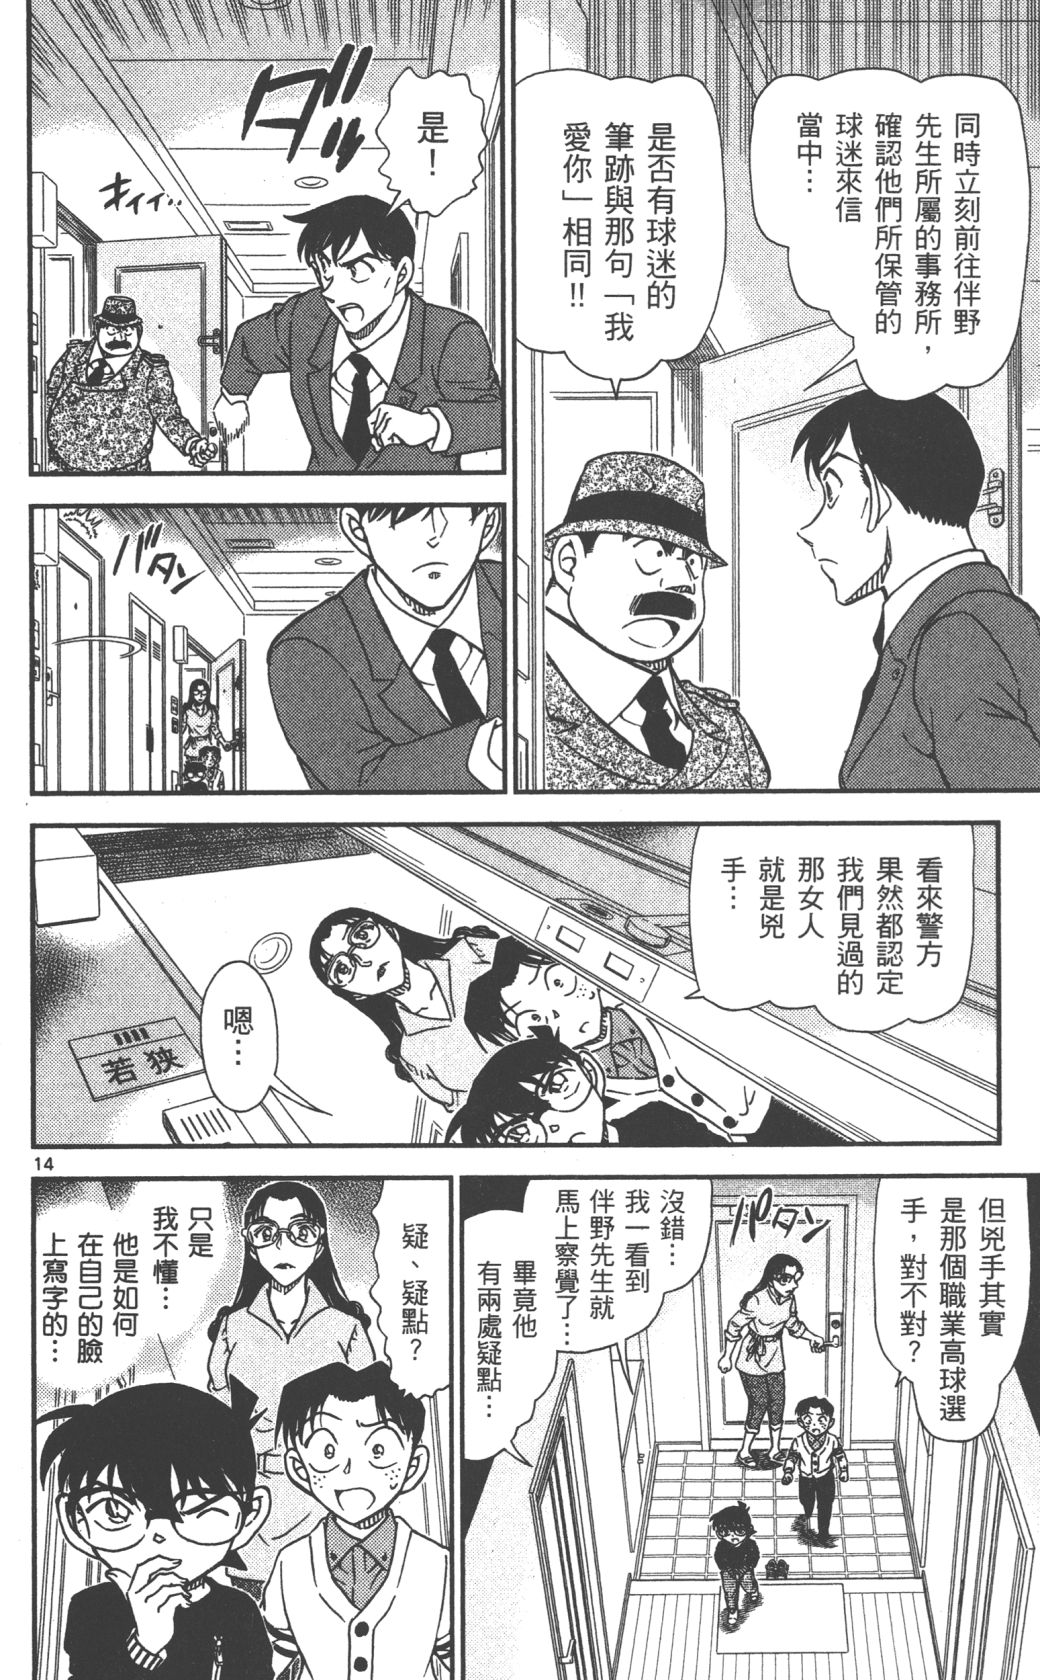 同時立刻前往伴野
先生所屬的事務所，
確認他們所保管的
球迷來信
當中…
是否有球迷的
筆跡與那句「我
愛你」相同!!
是！
ダダッ
キィィ‥
バタン
看來警方
果然都認定
我們見過的
那女人
就是兇
手…
嗯…
若狹
14
但兇手其實
是那個職業高球選
手，對不對？
バタン
沒錯…
我一看到
伴野先生就
馬上察覺了…
畢竟他
有兩處疑點…
疑、疑點？
只是
我不懂…
他是如何
在自己的臉
上寫字的…